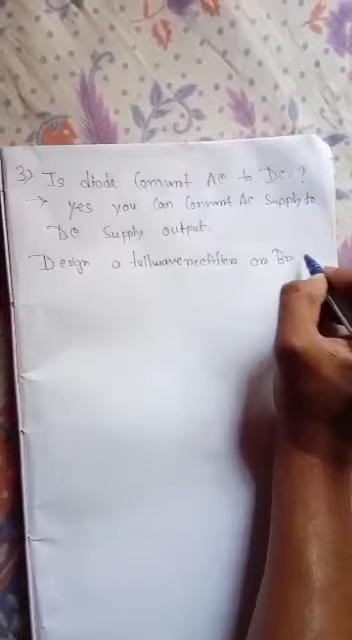 3) Is diode Convert AC to DC.?
→ yes you Can Convert AC Supply to
DC Supply output.
Design a fullwave rectifier or